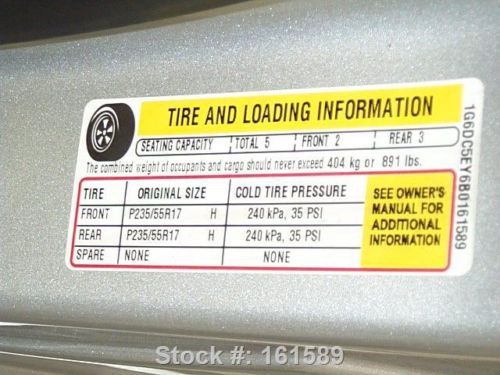 TIRE AND LOADING INFORMATION
SEATING CAPACITY TOTAL 5 FRONT 2 REAR 3
The combined weight of occupants and cargo should never exceed 404 kg or 891 lbs.
TIRE ORIGINAL SIZE COLD TIRE PRESSURE
FRONT P235/55R17 H 240 kPa, 35 PSI
REAR P235/55R17 H 240 kPa, 35 PSI
SPARE NONE NONE
SEE OWNER'S
MANUAL FOR
ADDITIONAL
INFORMATION
1G6DC5EY6B0161589
Stock #: 161589